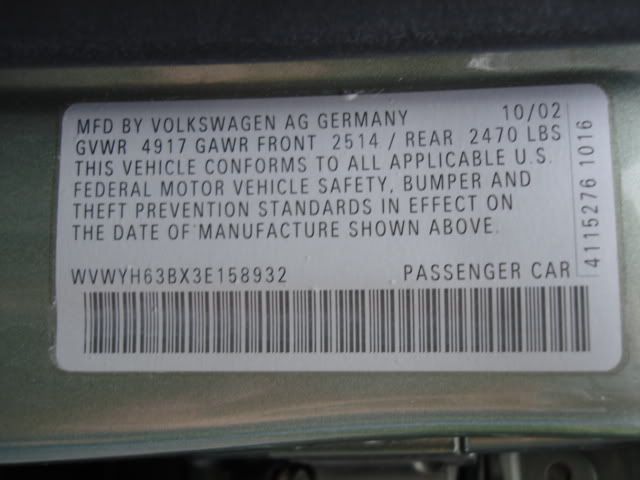 MFD BY VOLKSWAGEN AG GERMANY 10/02
GVWR 4917 GAWR FRONT 2514 / REAR 2470 LBS
THIS VEHICLE CONFORMS TO ALL APPLICABLE U.S.
FEDERAL MOTOR VEHICLE SAFETY, BUMPER AND
THEFT PREVENTION STANDARDS IN EFFECT ON
THE DATE OF MANUFACTURE SHOWN ABOVE.
WVWYH63BX3E158932 PASSENGER CAR
4115276 1016